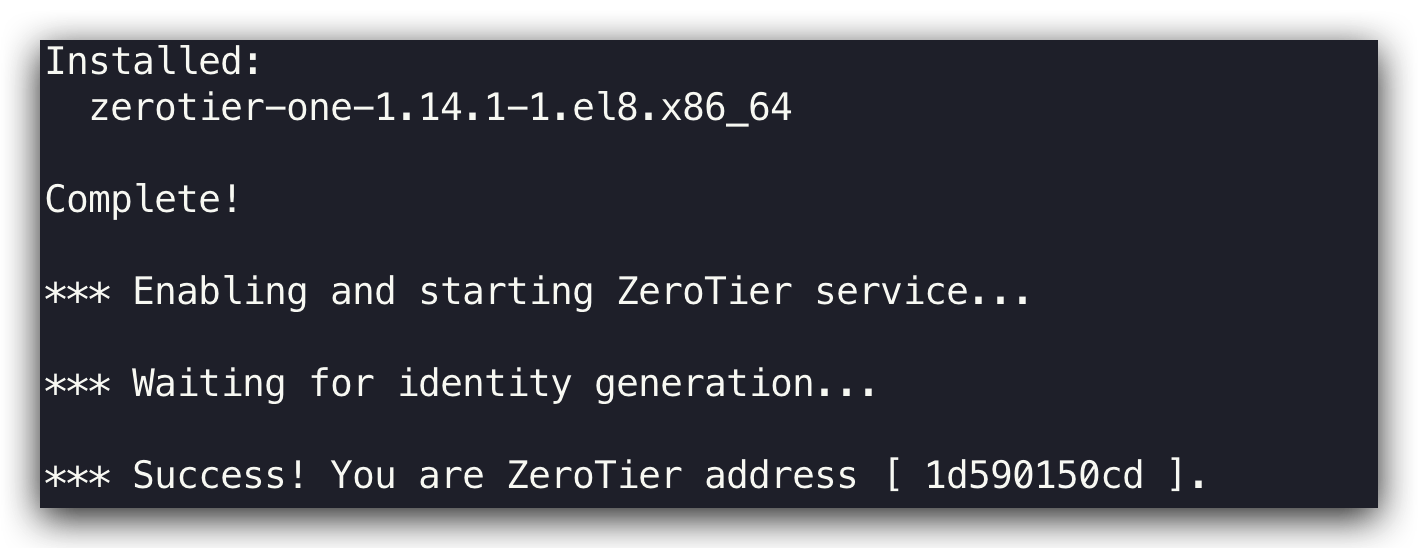 Installed:
  zerotier-one-1.14.1-1.el8.x86_64
Complete!
*** Enabling and starting ZeroTier service...
*** Waiting for identity generation...
*** Success! You are ZeroTier address [ 1d590150cd ].